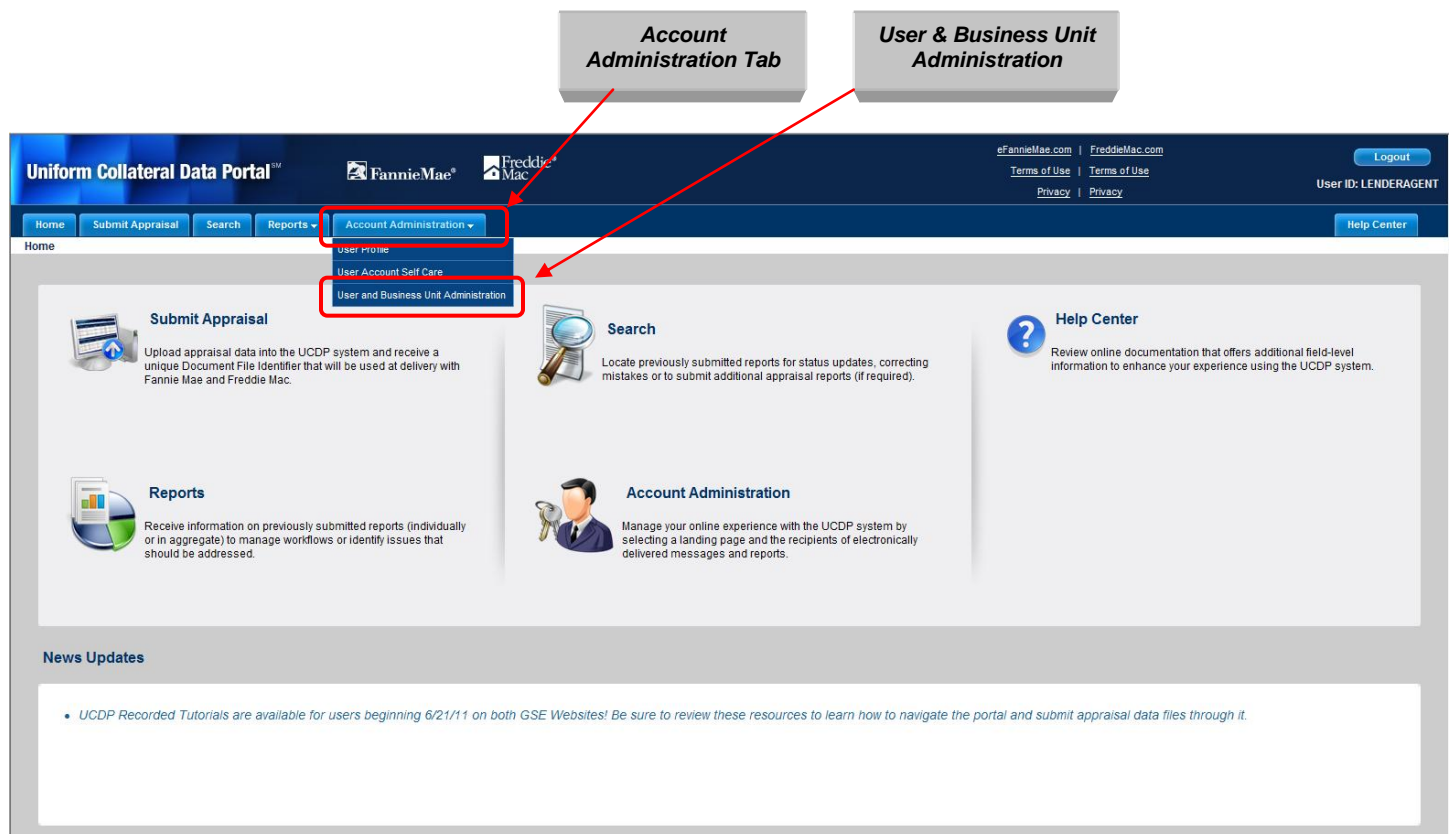 Account
Administration Tab
User & Business Unit
Administration
Uniform Collateral Data Portal℠
FannieMae®
Freddie®
Mac
eFannieMae.com | FreddieMac.com
Terms of Use | Terms of Use
Privacy | Privacy
Logout
User ID: LENDERAGENT
Home
Submit Appraisal
Search
Reports
Account Administration
Help Center
Home
User Profile
User Account Self Care
User and Business Unit Administration
Submit Appraisal
Upload appraisal data into the UCDP system and receive a
unique Document File Identifier that will be used at delivery with
Fannie Mae and Freddie Mac.
Search
Locate previously submitted reports for status updates, correcting
mistakes or to submit additional appraisal reports (if required).
Help Center
Review online documentation that offers additional field-level
information to enhance your experience using the UCDP system.
Reports
Receive information on previously submitted reports (individually
or in aggregate) to manage workflows or identify issues that
should be addressed.
Account Administration
Manage your online experience with the UCDP system by
selecting a landing page and the recipients of electronically
delivered messages and reports.
News Updates
• UCDP Recorded Tutorials are available for users beginning 6/21/11 on both GSE Websites! Be sure to review these resources to learn how to navigate the portal and submit appraisal data files through it.